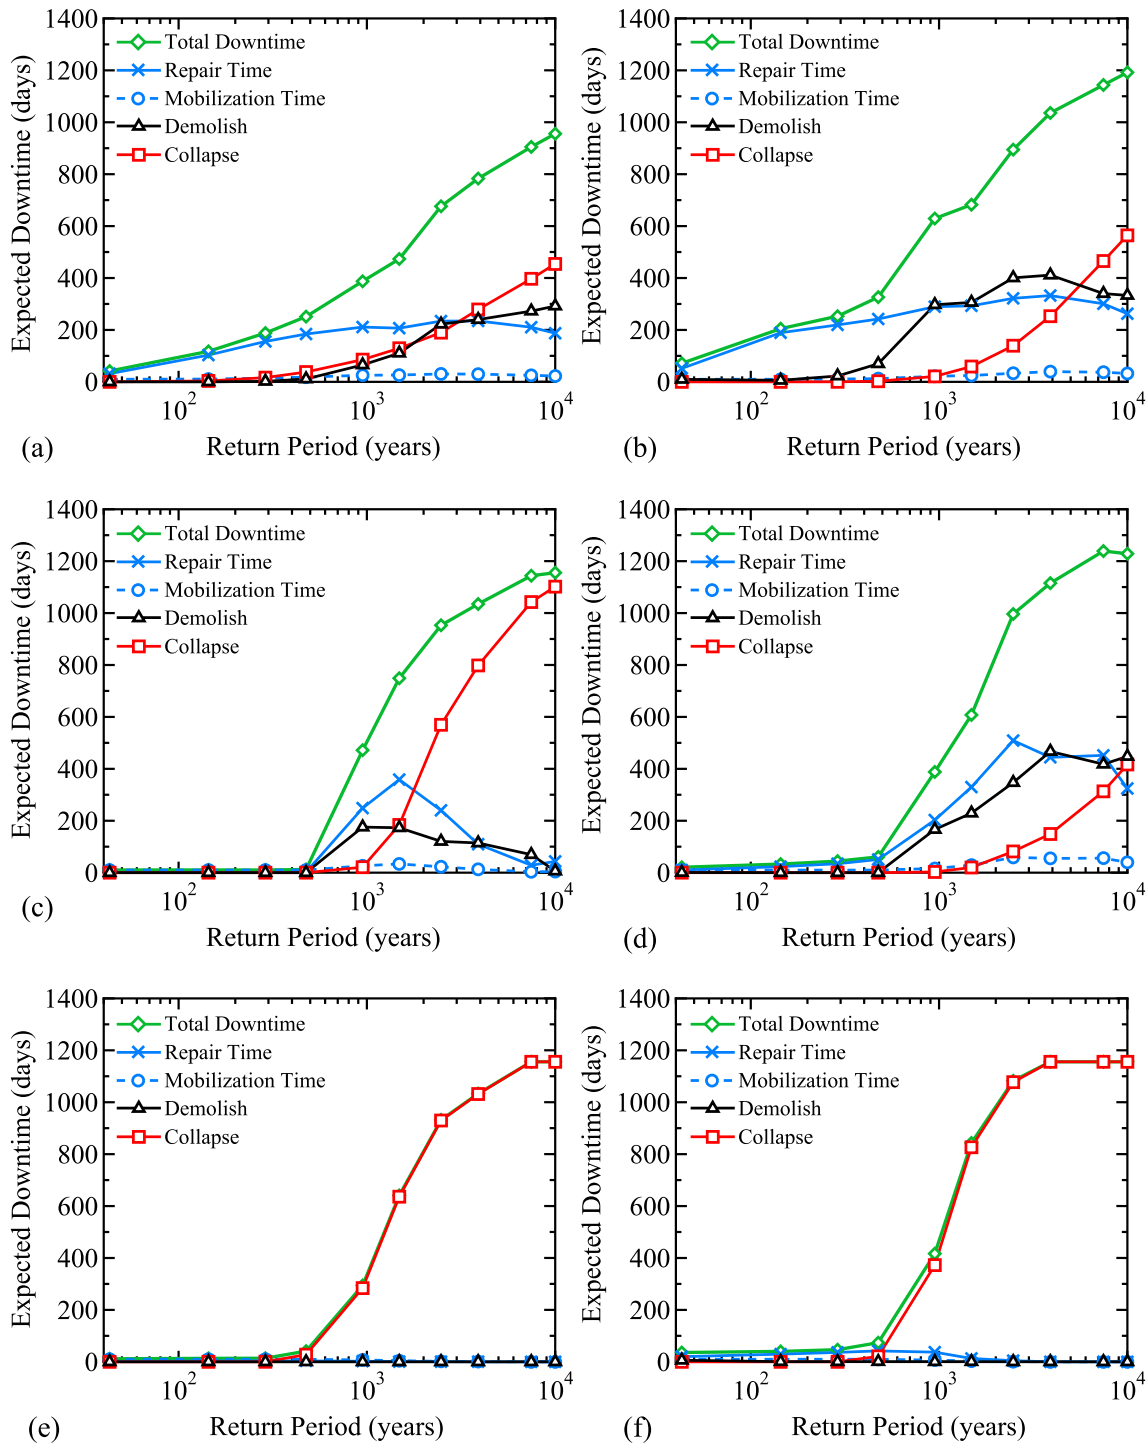 1400
1200
1000
800
600
400
200
0
Expected Downtime (days)
Total Downtime
Repair Time
Mobilization Time
Demolish
Collapse
10²
10³
10⁴
Return Period (years)
(a)
1400
1200
1000
800
600
400
200
0
Expected Downtime (days)
Total Downtime
Repair Time
Mobilization Time
Demolish
Collapse
10²
10³
10⁴
Return Period (years)
(b)
1400
1200
1000
800
600
400
200
0
Expected Downtime (days)
Total Downtime
Repair Time
Mobilization Time
Demolish
Collapse
10²
10³
10⁴
Return Period (years)
(c)
1400
1200
1000
800
600
400
200
0
Expected Downtime (days)
Total Downtime
Repair Time
Mobilization Time
Demolish
Collapse
10²
10³
10⁴
Return Period (years)
(d)
1400
1200
1000
800
600
400
200
0
Expected Downtime (days)
Total Downtime
Repair Time
Mobilization Time
Demolish
Collapse
10²
10³
10⁴
Return Period (years)
(e)
1400
1200
1000
800
600
400
200
0
Expected Downtime (days)
Total Downtime
Repair Time
Mobilization Time
Demolish
Collapse
10²
10³
10⁴
Return Period (years)
(f)